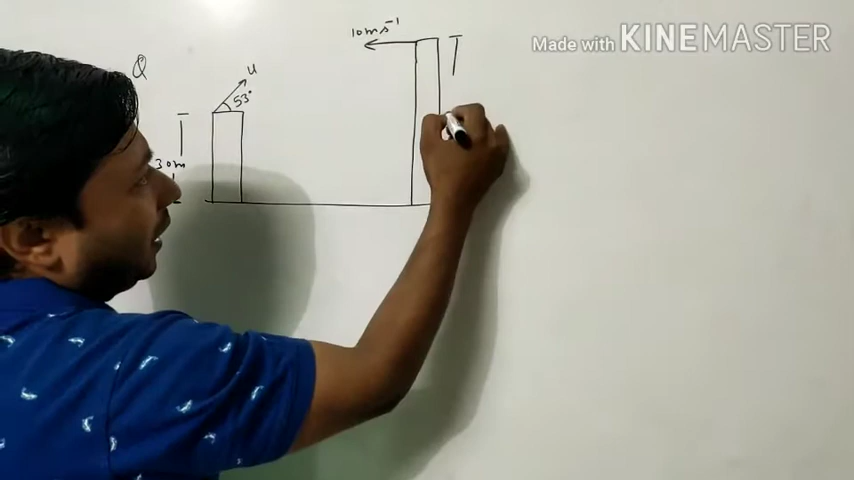 Made with KINEMASTER
10ms⁻¹
Q
u
53°
30m